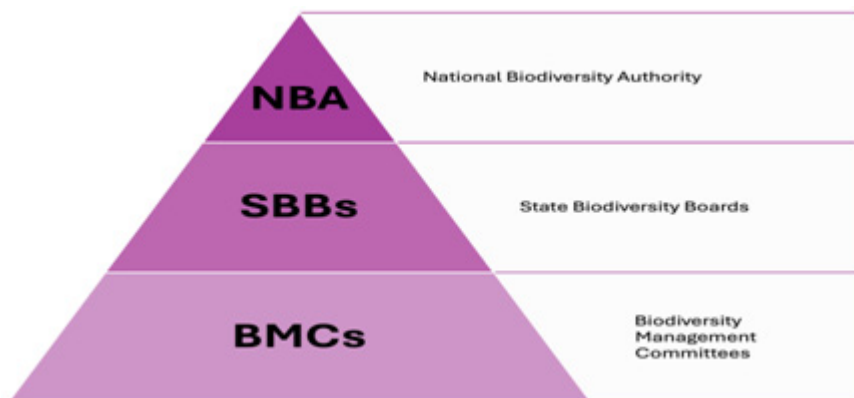 NBA
National Biodiversity Authority
SBBs
State Biodiversity Boards
BMCs
Biodiversity
Management
Committees